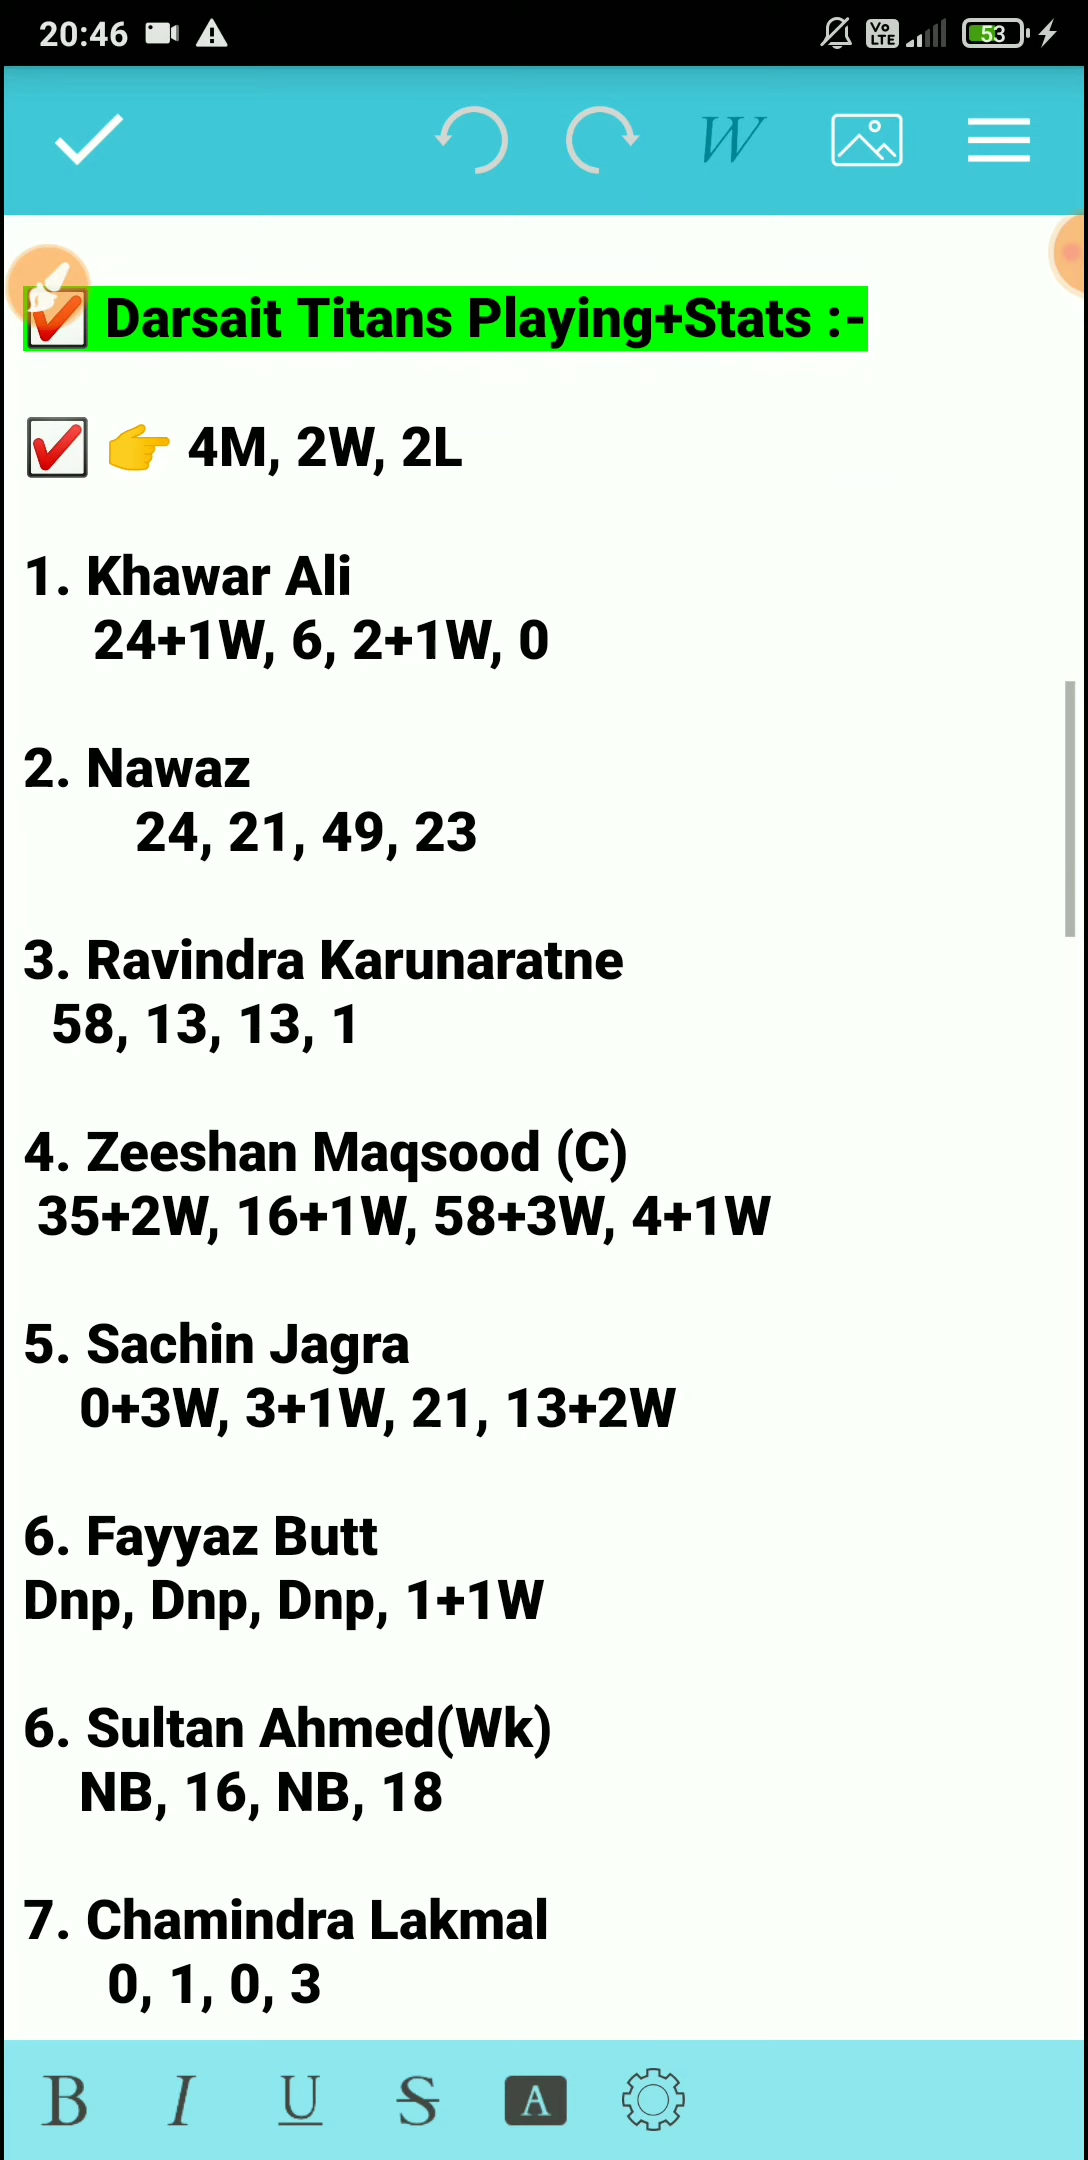 20:46
Vo LTE
53
W
Darsait Titans Playing+Stats :-
4M, 2W, 2L
1. Khawar Ali
24+1W, 6, 2+1W, 0
2. Nawaz
24, 21, 49, 23
3. Ravindra Karunaratne
58, 13, 13, 1
4. Zeeshan Maqsood (C)
35+2W, 16+1W, 58+3W, 4+1W
5. Sachin Jagra
0+3W, 3+1W, 21, 13+2W
6. Fayyaz Butt
Dnp, Dnp, Dnp, 1+1W
6. Sultan Ahmed(Wk)
NB, 16, NB, 18
7. Chamindra Lakmal
0, 1, 0, 3
B I U S A